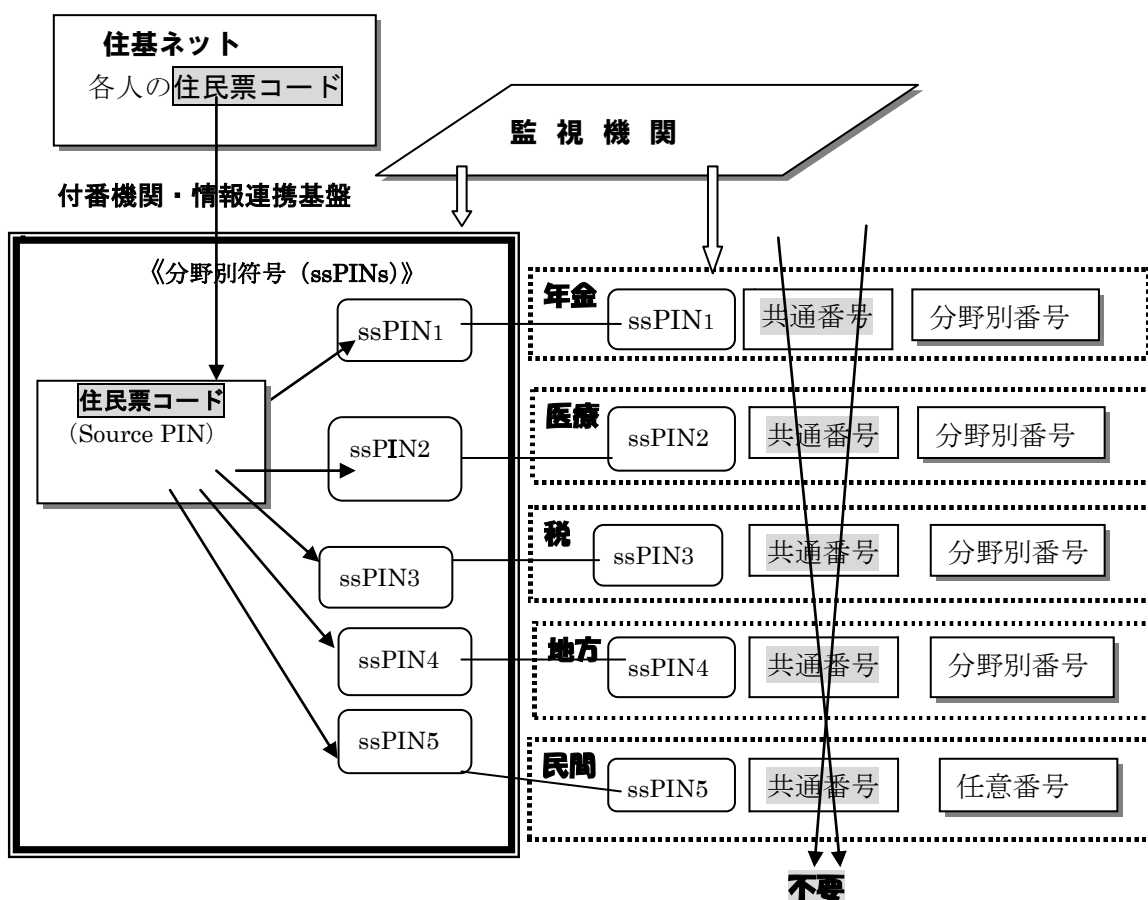 住基ネット
各人の住民票コード
監 視 機 関
付番機関・情報連携基盤
《分野別符号（ssPINs）》
住民票コード
（Source PIN）
ssPIN1
ssPIN2
ssPIN3
ssPIN4
ssPIN5
年金
ssPIN1 共通番号 分野別番号
医療
ssPIN2 共通番号 分野別番号
税
ssPIN3 共通番号 分野別番号
地方
ssPIN4 共通番号 分野別番号
民間
ssPIN5 共通番号 任意番号
不要